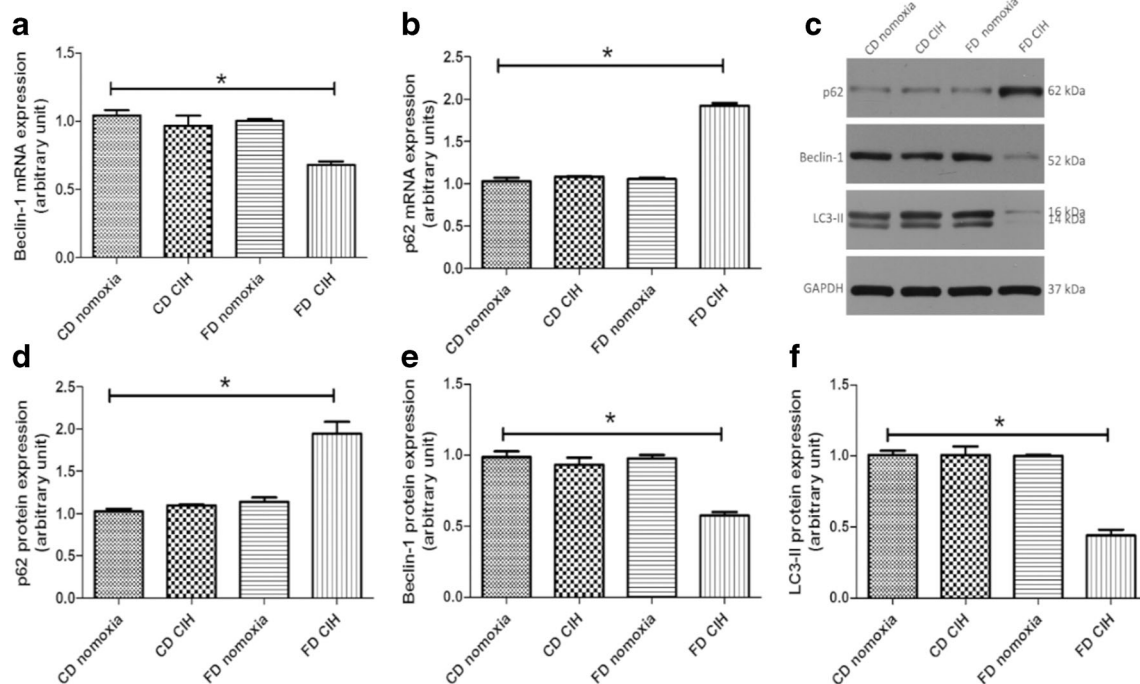 a
Beclin-1 mRNA expression
(arbitrary unit)
1.5
1.0
0.5
0.0
*
CD nomoxia
CD CIH
FD nomoxia
FD CIH
b
p62 mRNA expression
(arbitrary units)
2.5
2.0
1.5
1.0
0.5
0.0
*
CD nomoxia
CD CIH
FD nomoxia
FD CIH
c
CD nomoxia
CD CIH
FD nomoxia
FD CIH
p62
62 kDa
Beclin-1
52 kDa
LC3-II
16 kDa
14 kDa
GAPDH
37 kDa
d
p62 protein expression
(arbitrary unit)
2.5
2.0
1.5
1.0
0.5
0.0
*
CD nomoxia
CD CIH
FD nomoxia
FD CIH
e
Beclin-1 protein expression
(arbitrary unit)
1.5
1.0
0.5
0.0
*
CD nomoxia
CD CIH
FD nomoxia
FD CIH
f
LC3-II protein expression
(arbitrary unit)
1.5
1.0
0.5
0.0
*
CD nomoxia
CD CIH
FD nomoxia
FD CIH